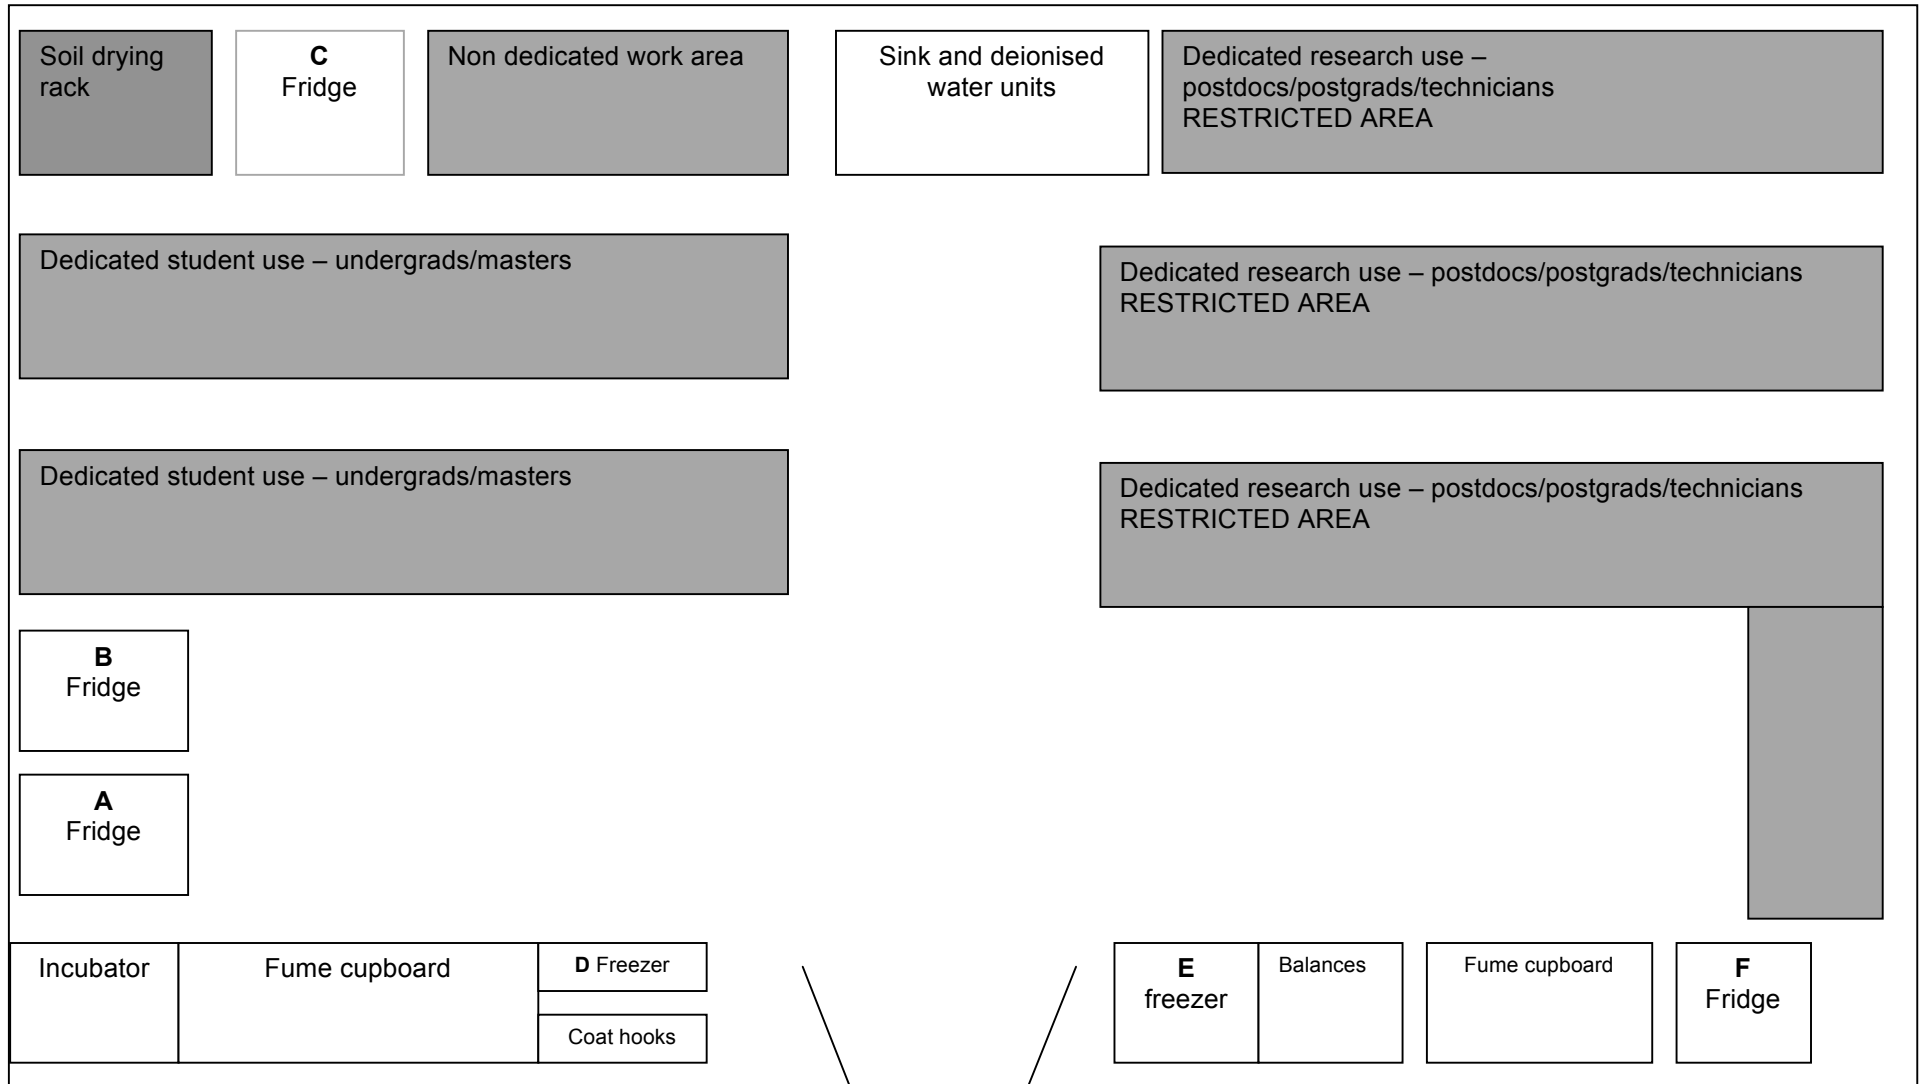 Soil drying
rack
C
Fridge
Non dedicated work area
Sink and deionised
water units
Dedicated research use –
postdocs/postgrads/technicians
RESTRICTED AREA
Dedicated student use – undergrads/masters
Dedicated research use – postdocs/postgrads/technicians
RESTRICTED AREA
Dedicated student use – undergrads/masters
Dedicated research use – postdocs/postgrads/technicians
RESTRICTED AREA
B
Fridge
A
Fridge
Incubator
Fume cupboard
D Freezer
Coat hooks
E
freezer
Balances
Fume cupboard
F
Fridge